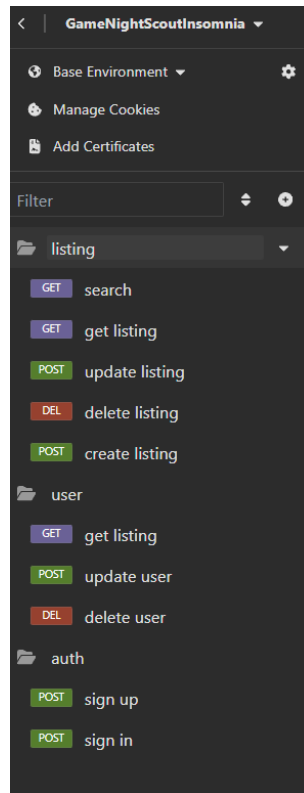 GameNightScoutInsomnia
Base Environment
Manage Cookies
Add Certificates
Filter
listing
GET search
GET get listing
POST update listing
DEL delete listing
POST create listing
user
GET get listing
POST update user
DEL delete user
auth
POST sign up
POST sign in